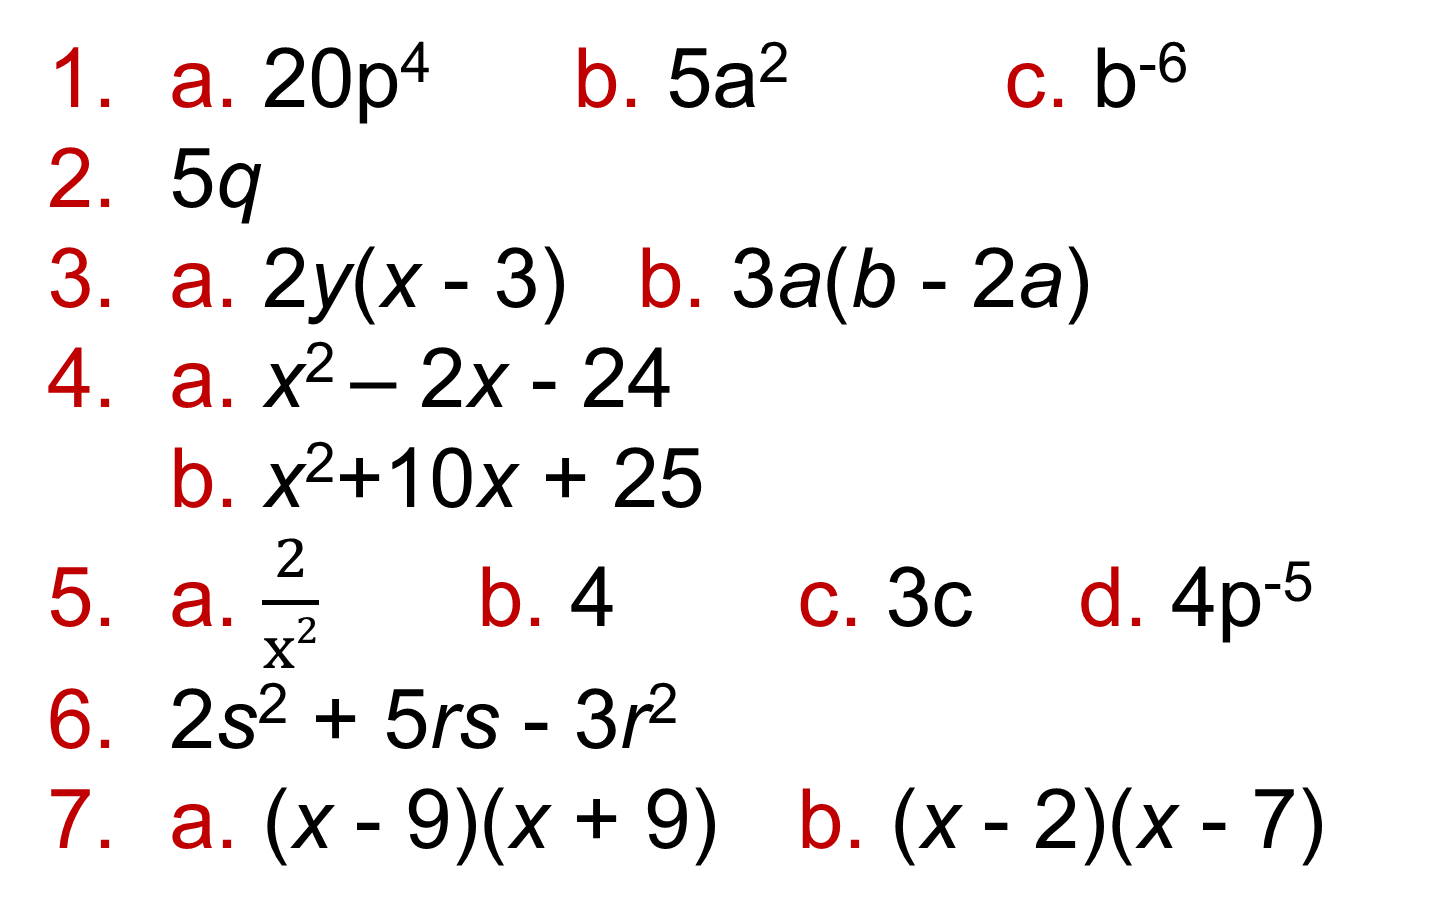 1. a. 20p⁴ b. 5a² c. b⁻⁶
2. 5q
3. a. 2y(x - 3) b. 3a(b - 2a)
4. a. x² – 2x - 24
b. x²+10x + 25
5. a. 2/x² b. 4 c. 3c d. 4p⁻⁵
6. 2s² + 5rs - 3r²
7. a. (x - 9)(x + 9) b. (x - 2)(x - 7)